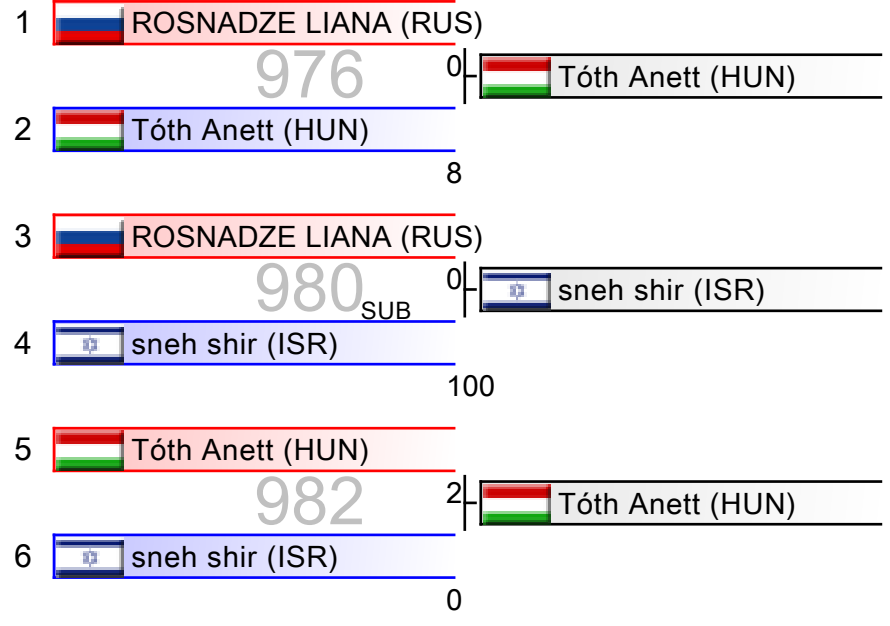 1 ROSNADZE LIANA (RUS)
976 0 Tóth Anett (HUN)
2 Tóth Anett (HUN)
8
3 ROSNADZE LIANA (RUS)
980 SUB 0 sneh shir (ISR)
4 sneh shir (ISR)
100
5 Tóth Anett (HUN)
982 2 Tóth Anett (HUN)
6 sneh shir (ISR)
0